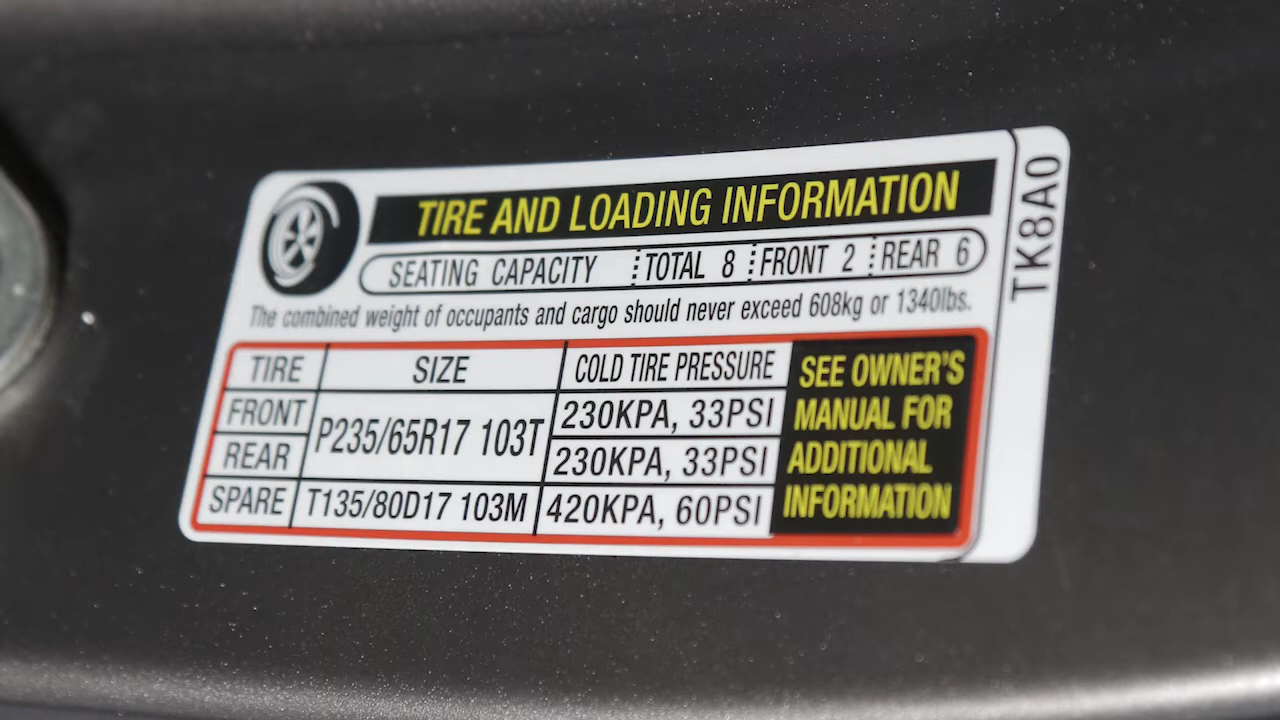 TIRE AND LOADING INFORMATION
SEATING CAPACITY TOTAL 8 FRONT 2 REAR 6
The combined weight of occupants and cargo should never exceed 608kg or 1340lbs.
TIRE SIZE COLD TIRE PRESSURE
FRONT P235/65R17 103T 230KPA, 33PSI
REAR 230KPA, 33PSI
SPARE T135/80D17 103M 420KPA, 60PSI
SEE OWNER'S
MANUAL FOR
ADDITIONAL
INFORMATION
TK8A0